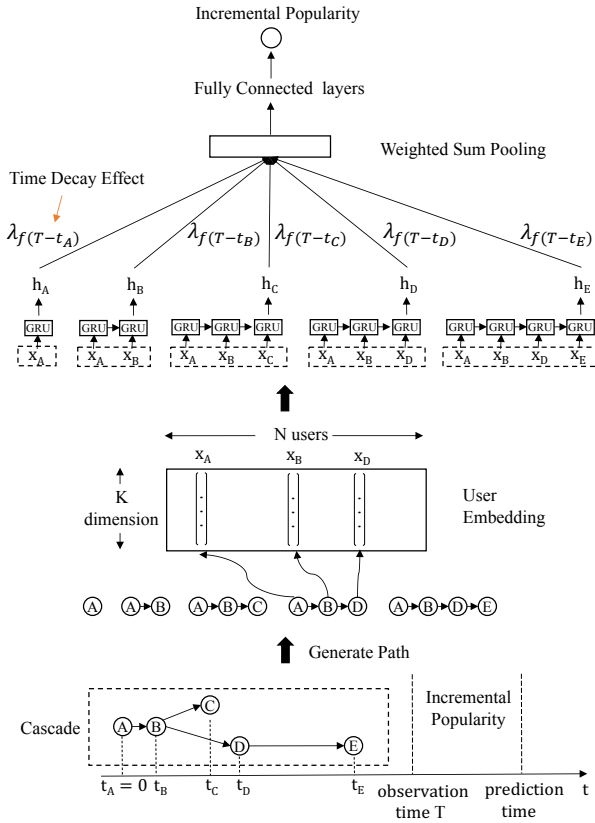 Incremental Popularity
Fully Connected layers
Weighted Sum Pooling
Time Decay Effect
λf(T−tA) λf(T−tB) λf(T−tC) λf(T−tD) λf(T−tE)
hA hB hC hD hE
GRU GRU GRU GRU GRU GRU GRU GRU GRU GRU GRU GRU GRU
xA xA xB xA xB xC xA xB xD xA xB xD xE
N users
xA xB xD
K
dimension
User
Embedding
A A B A B C A B D A B D E
Generate Path
Cascade
A B C D E
Incremental
Popularity
tA = 0 tB tC tD tE
observation
time T
prediction
time
t